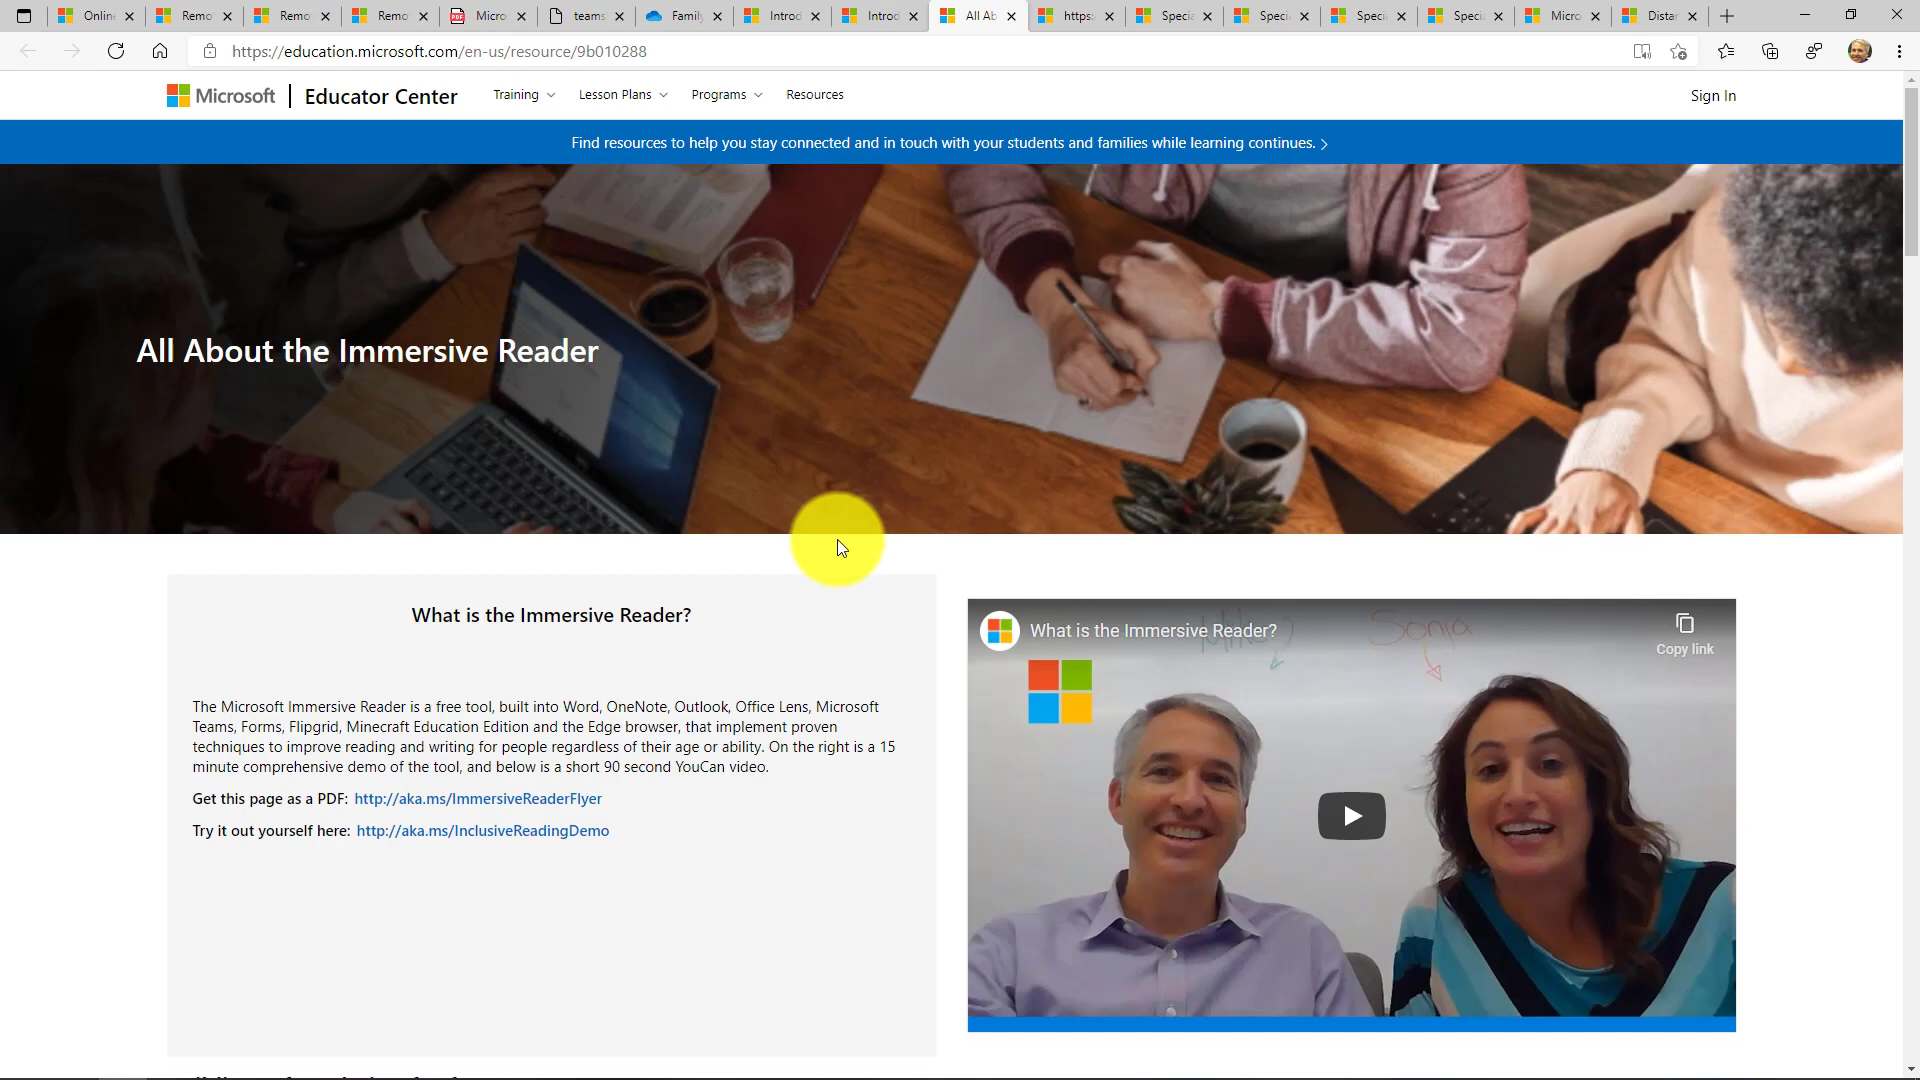 Onlin
Remo
Remo
Remo
Micro
teams
Family
Introd
Introd
All Ab
https:
Specia
Speci
Speci
Specia
Micro
Distan
https://education.microsoft.com/en-us/resource/9b010288
Microsoft | Educator Center
Training
Lesson Plans
Programs
Resources
Sign In
Find resources to help you stay connected and in touch with your students and families while learning continues.
All About the Immersive Reader
What is the Immersive Reader?
The Microsoft Immersive Reader is a free tool, built into Word, OneNote, Outlook, Office Lens, Microsoft
Teams, Forms, Flipgrid, Minecraft Education Edition and the Edge browser, that implement proven
techniques to improve reading and writing for people regardless of their age or ability. On the right is a 15
minute comprehensive demo of the tool, and below is a short 90 second YouCan video.
Get this page as a PDF: http://aka.ms/ImmersiveReaderFlyer
Try it out yourself here: http://aka.ms/InclusiveReadingDemo
What is the Immersive Reader?
Copy link
Mike
Sonja